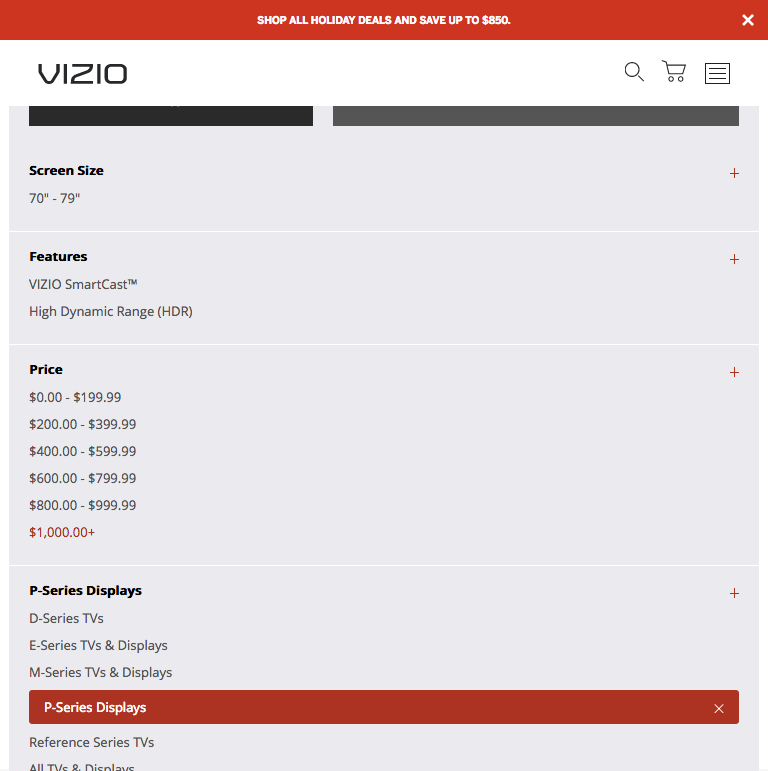 SHOP ALL HOLIDAY DEALS AND SAVE UP TO $850.
VIZIO
Screen Size
70" - 79"
Features
VIZIO SmartCast™
High Dynamic Range (HDR)
Price
$0.00 - $199.99
$200.00 - $399.99
$400.00 - $599.99
$600.00 - $799.99
$800.00 - $999.99
$1,000.00+
P-Series Displays
D-Series TVs
E-Series TVs & Displays
M-Series TVs & Displays
P-Series Displays
Reference Series TVs
All TVs & Displays